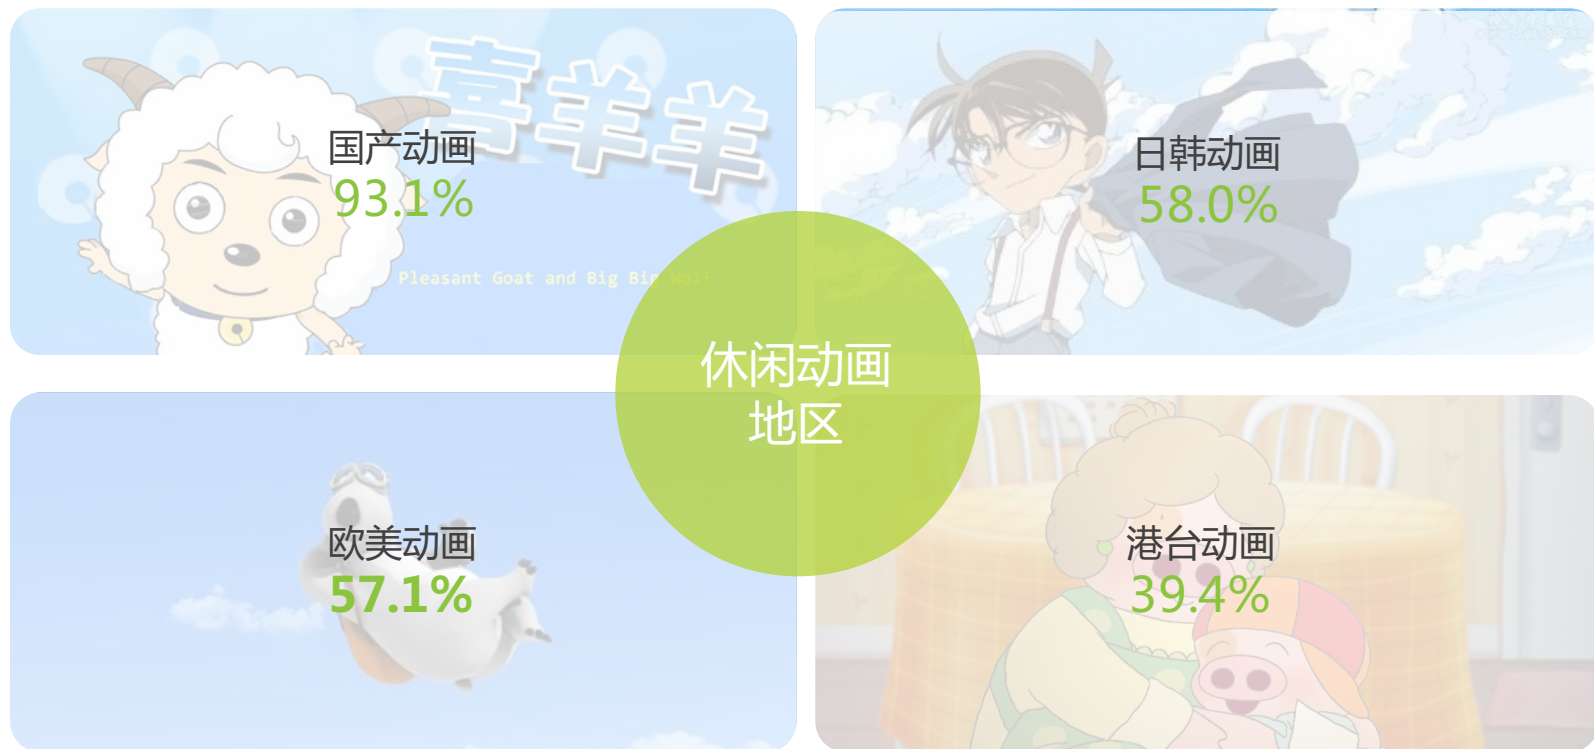 喜羊羊
国产动画
93.1%
Pleasant Goat and Big Big Wolf
日韩动画
58.0%
休闲动画
地区
欧美动画
57.1%
港台动画
39.4%